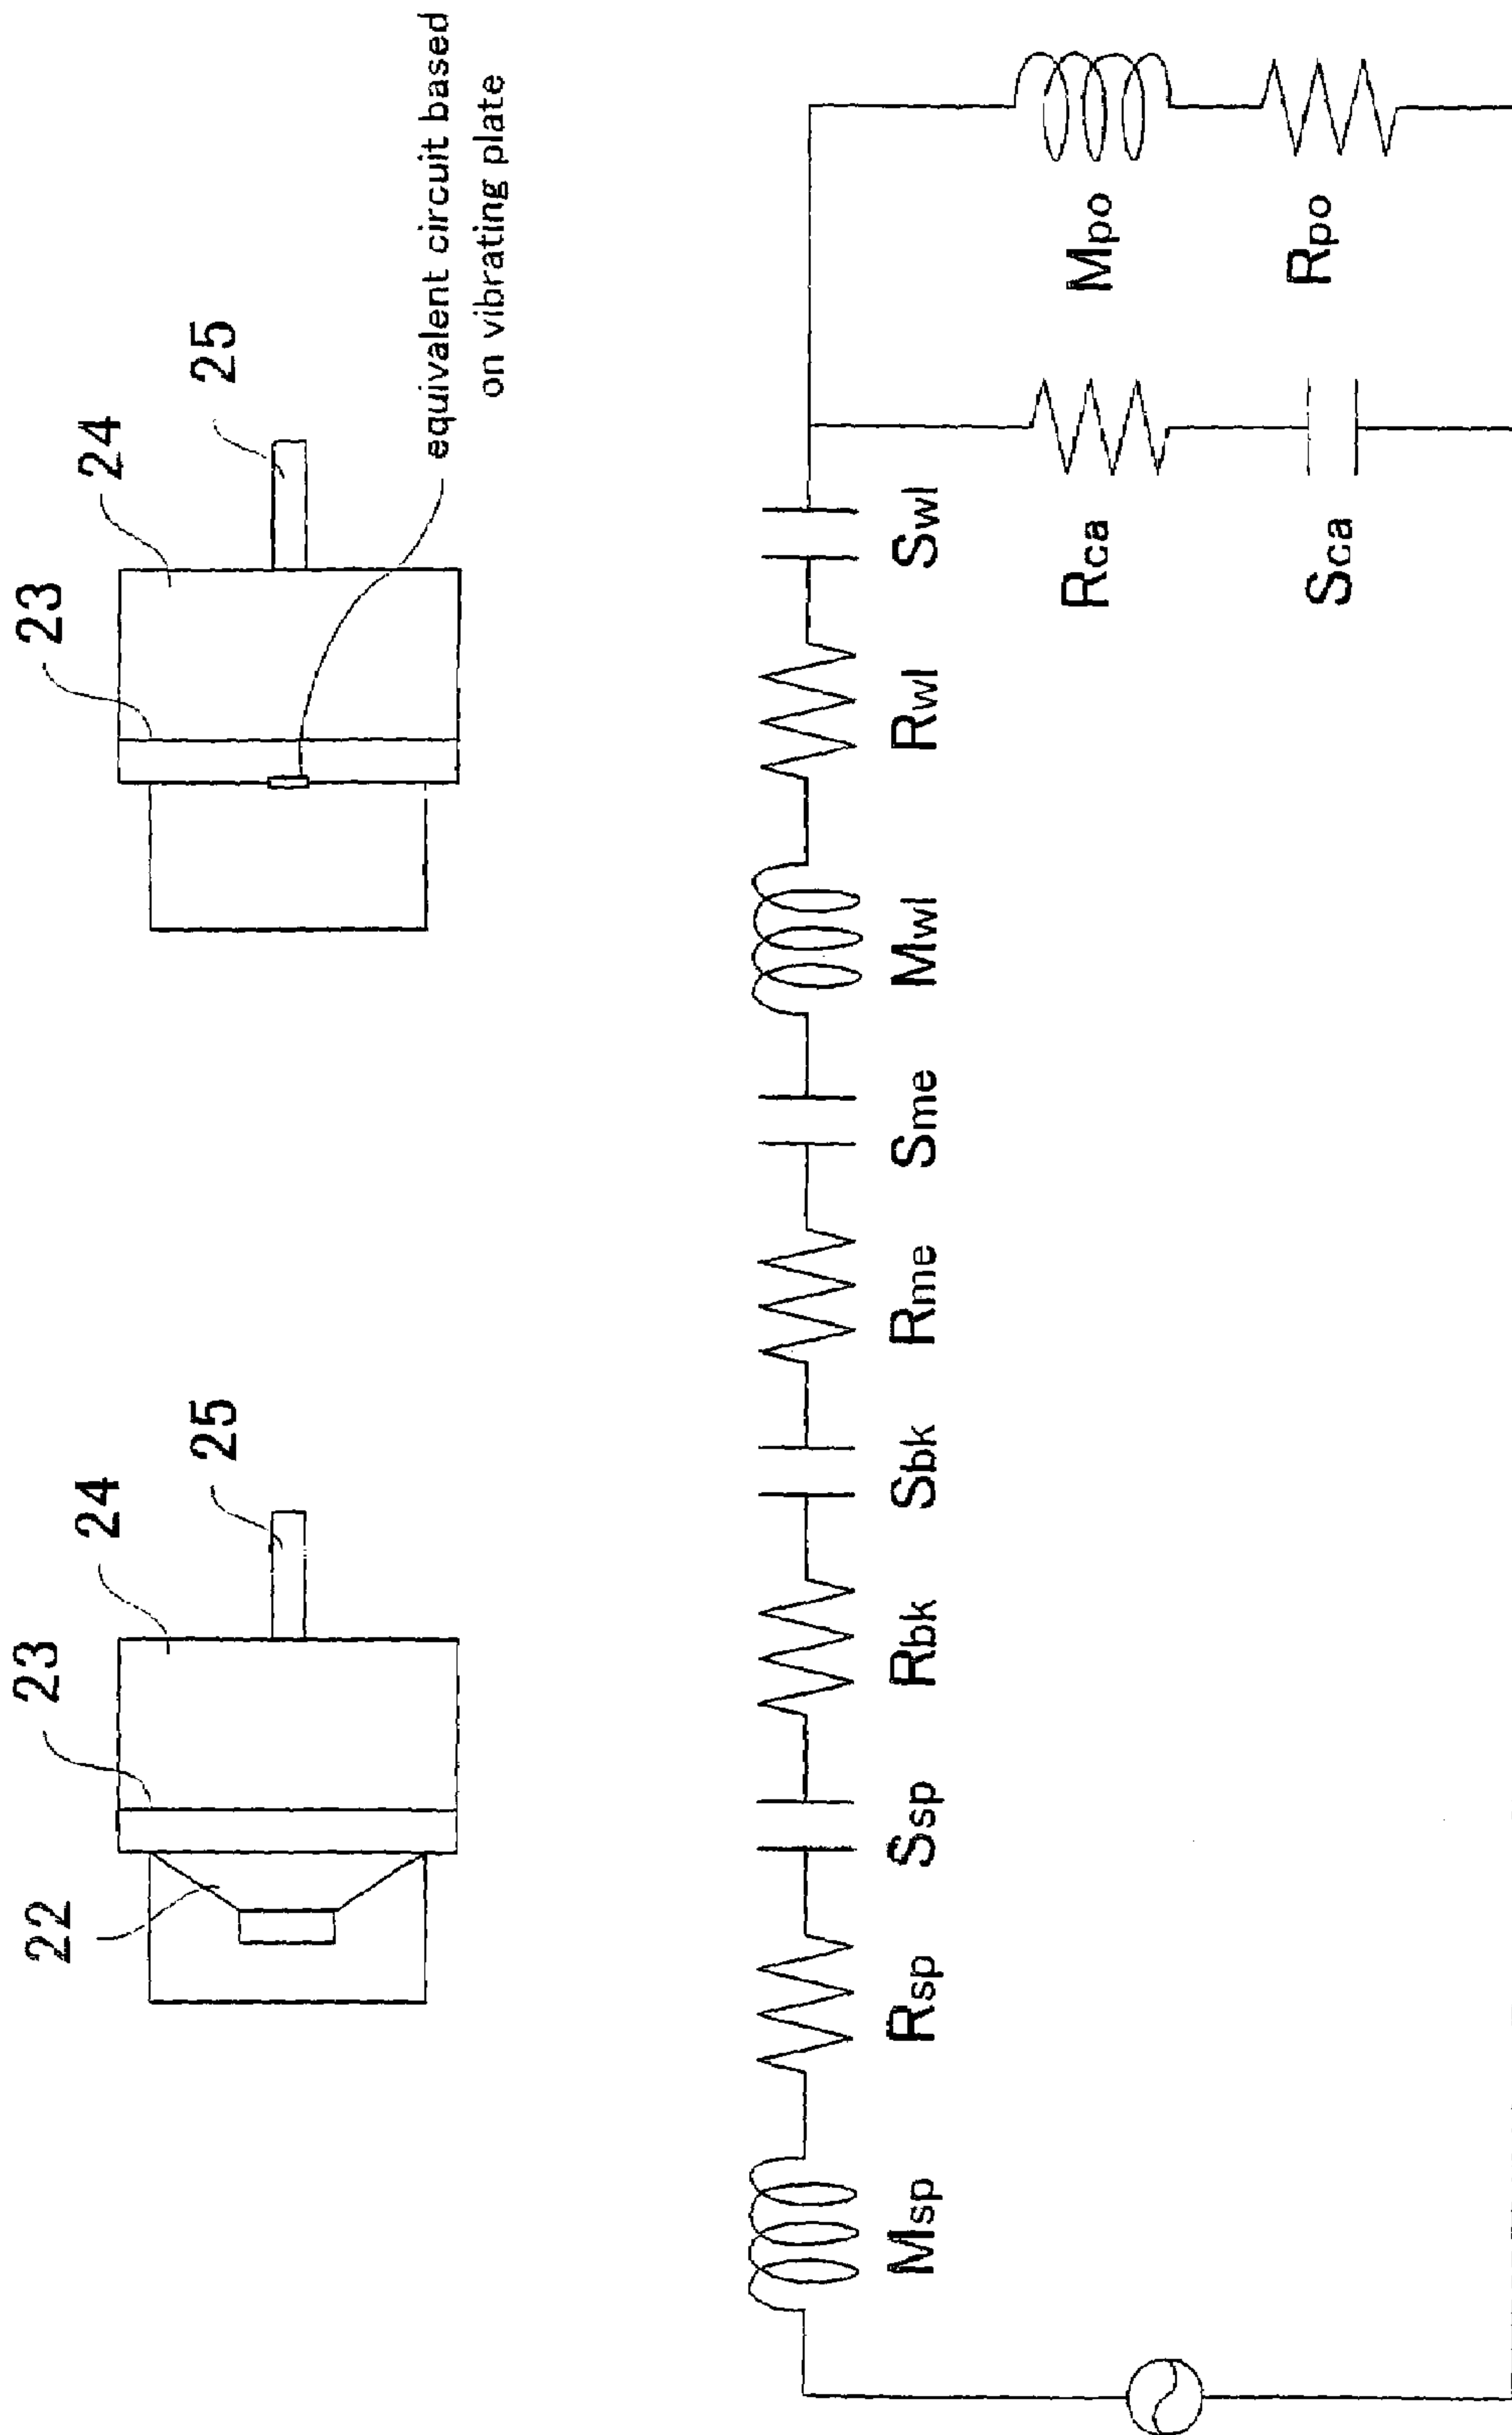 22
23
24
25
23
24
25
equivalent circuit based
on vibrating plate
Msp
Rsp
Ssp
Rbk
Sbk
Rme
Sme
Mwl
Rwl
Swl
Rca
Sca
Mpo
Rpo